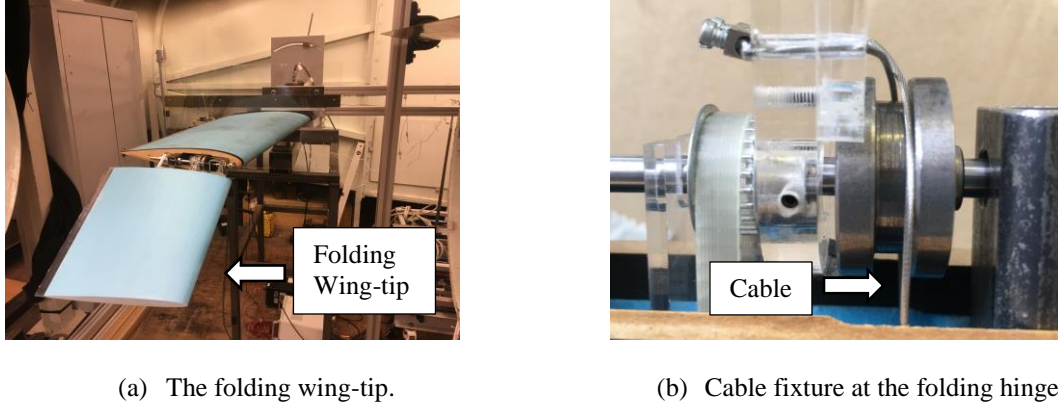 Folding
Wing-tip
Cable
(a) The folding wing-tip.
(b) Cable fixture at the folding hinge